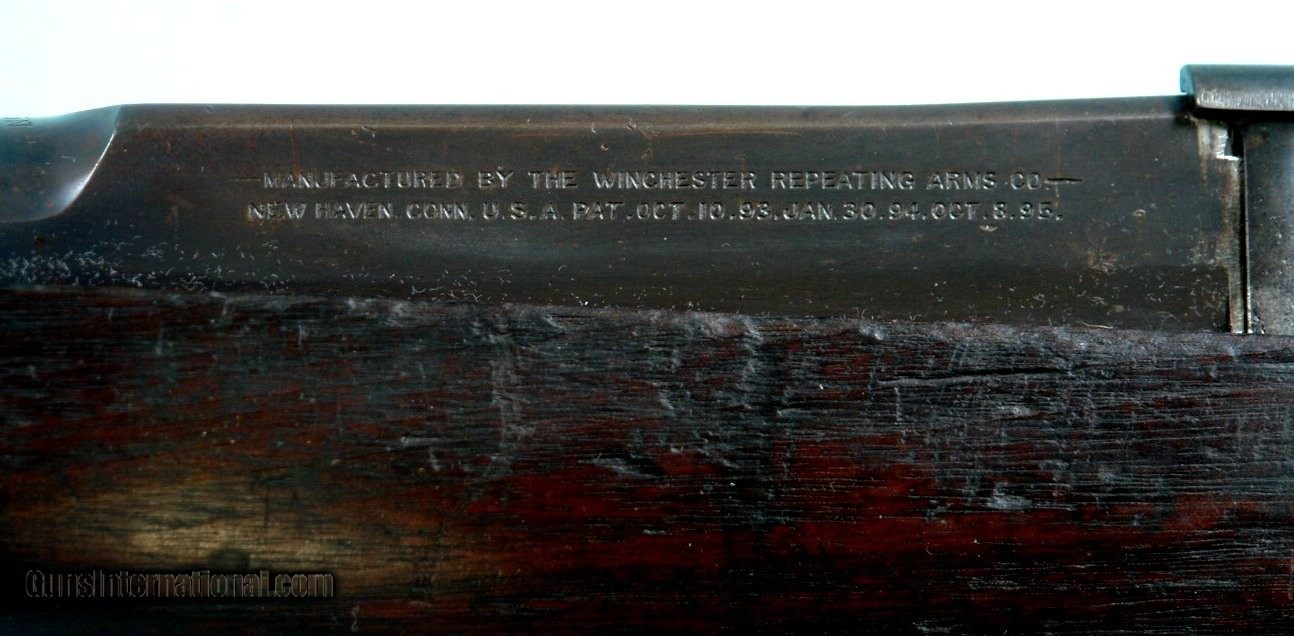 —MANUFACTURED BY THE WINCHESTER REPEATING ARMS CO.—
NEW HAVEN. CONN. U.S.A. PAT. OCT. 10. 93. JAN. 30. 94. OCT. 8. 95.
GunsInternational.com